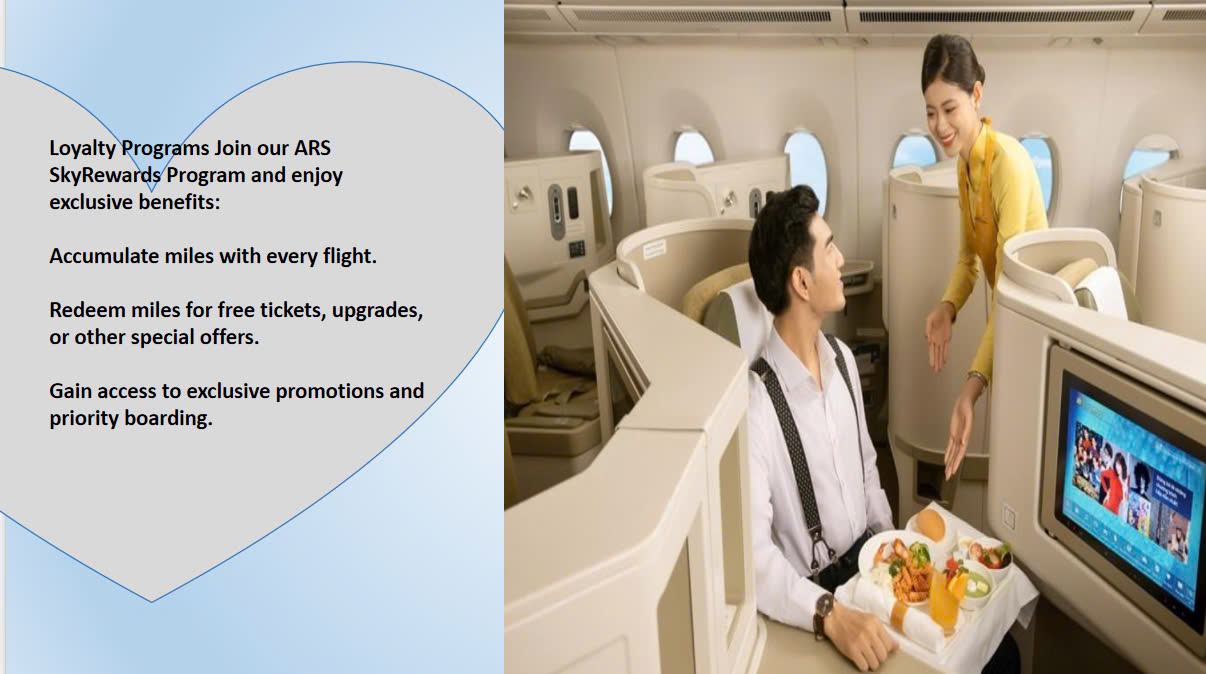 Loyalty Programs Join our ARS
SkyRewards Program and enjoy
exclusive benefits:
Accumulate miles with every flight.
Redeem miles for free tickets, upgrades,
or other special offers.
Gain access to exclusive promotions and
priority boarding.